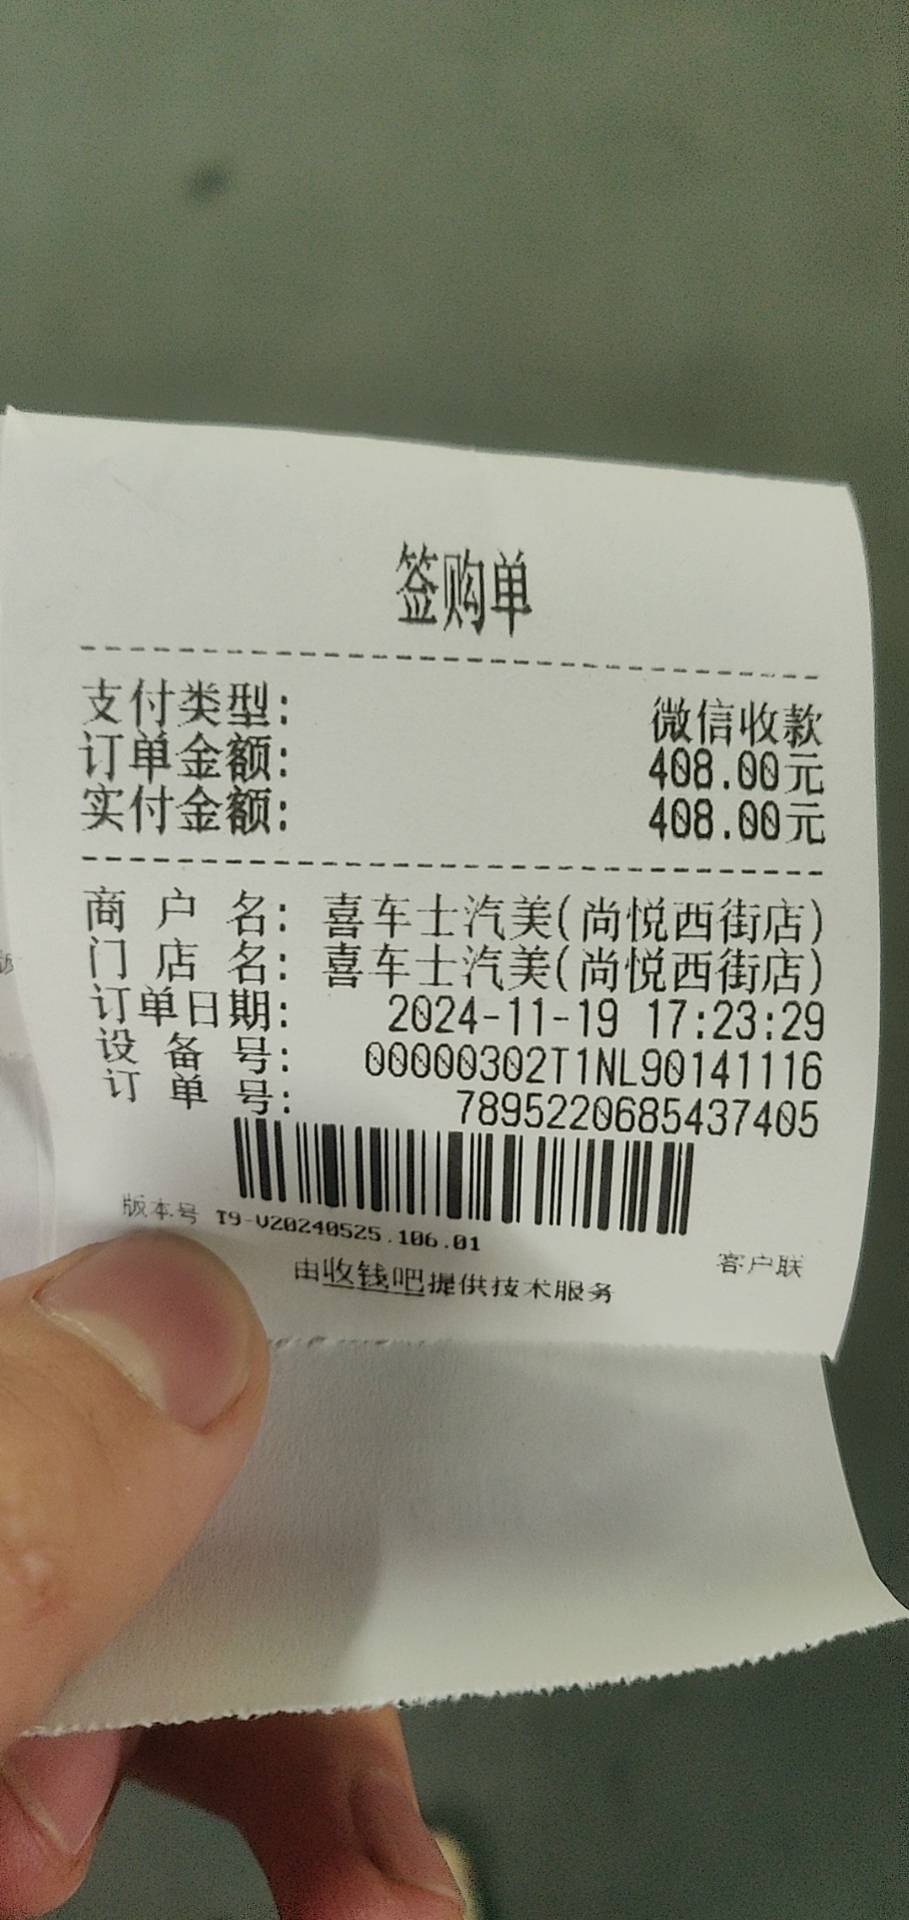 签购单
支付类型: 微信收款
订单金额: 408.00元
实付金额: 408.00元
商户名: 喜车士汽美(尚悦西街店)
门店名: 喜车士汽美(尚悦西街店)
订单日期: 2024-11-19 17:23:29
设备号: 00000302T1NL90141116
订单号: 7895220685437405
版本号 T9-V20240525.106.01
客户联
由收钱吧提供技术服务